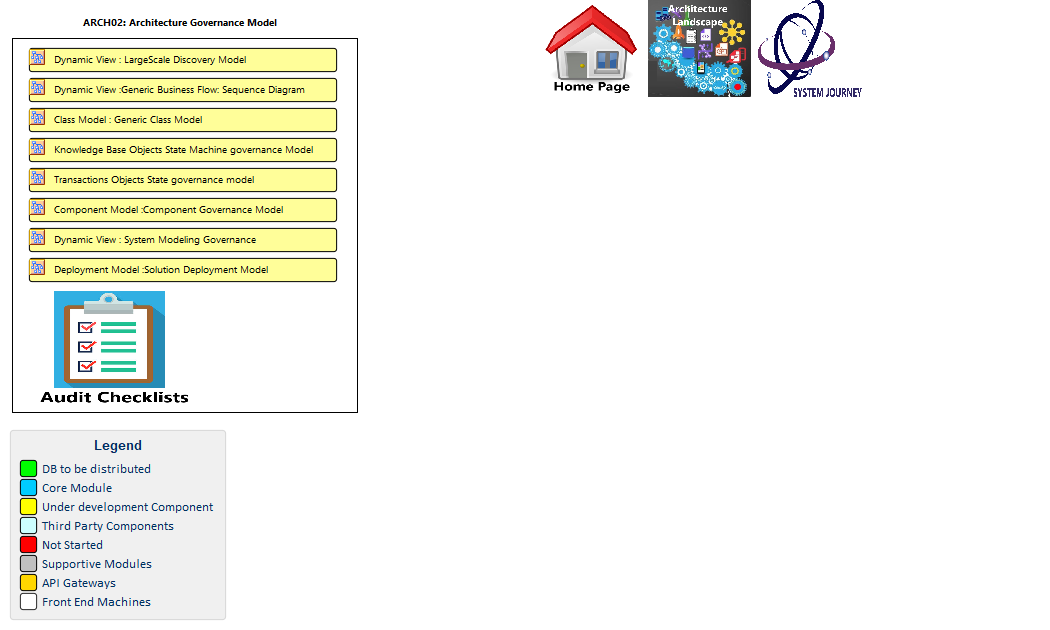 ARCH02: Architecture Governance Model
Dynamic View : LargeScale Discovery Model
Dynamic View :Generic Business Flow: Sequence Diagram
Class Model : Generic Class Model
Knowledge Base Objects State Machine governance Model
Transactions Objects State governance model
Component Model :Component Governance Model
Dynamic View : System Modeling Governance
Deployment Model :Solution Deployment Model
Audit Checklists
Home Page
Architecture
Landscape
SYSTEM JOURNEY
Legend
DB to be distributed
Core Module
Under development Component
Third Party Components
Not Started
Supportive Modules
API Gateways
Front End Machines